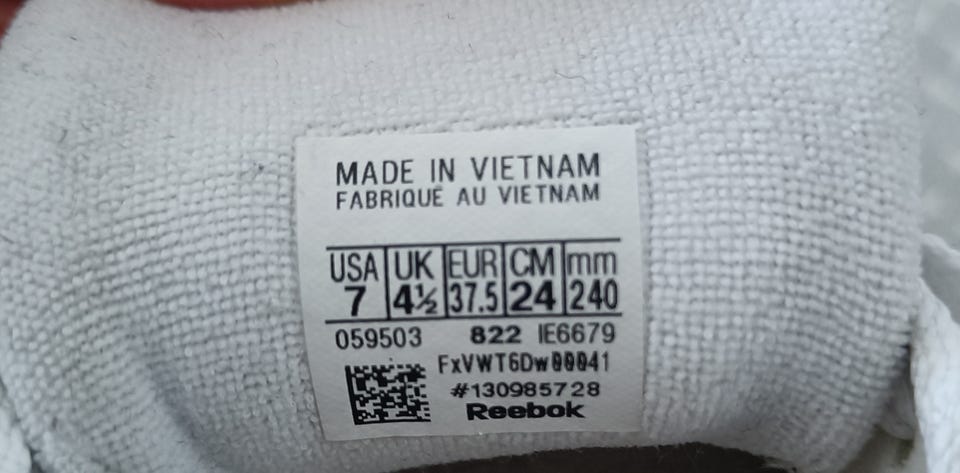 MADE IN VIETNAM
FABRIQUE AU VIETNAM
USA UK EUR CM mm
7 4½ 37.5 24 240
059503 822 IE6679
FxVWT6Dw00041
#130985728
Reebok